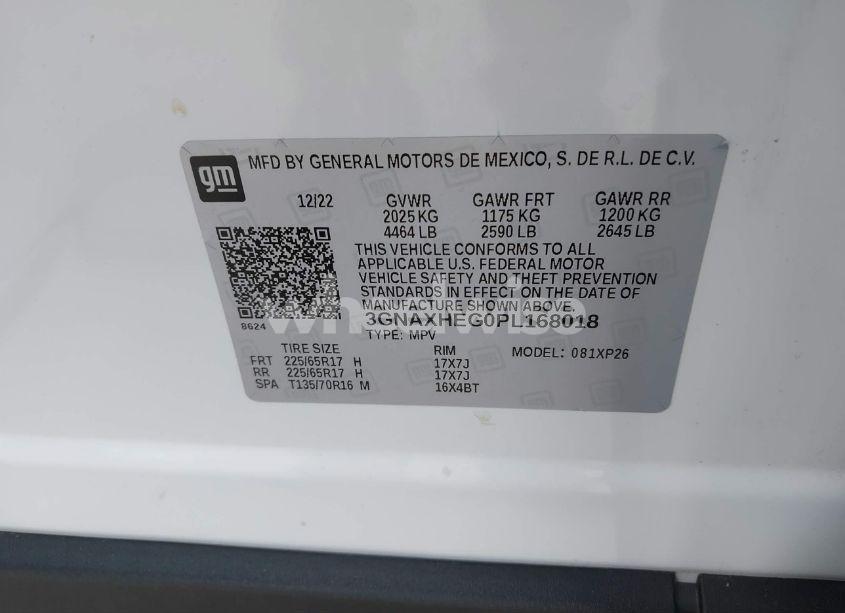 gm
MFD BY GENERAL MOTORS DE MEXICO, S. DE R.L. DE C.V.
12/22 GVWR GAWR FRT GAWR RR
2025 KG 1175 KG 1200 KG
4464 LB 2590 LB 2645 LB
THIS VEHICLE CONFORMS TO ALL
APPLICABLE U.S. FEDERAL MOTOR
VEHICLE SAFETY AND THEFT PREVENTION
STANDARDS IN EFFECT ON THE DATE OF
MANUFACTURE SHOWN ABOVE.
8624 3GNAXHEG0PL168018
TYPE: MPV
TIRE SIZE RIM MODEL: 081XP26
FRT 225/65R17 H 17X7J
RR 225/65R17 H 17X7J
SPA T135/70R16 M 16X4BT